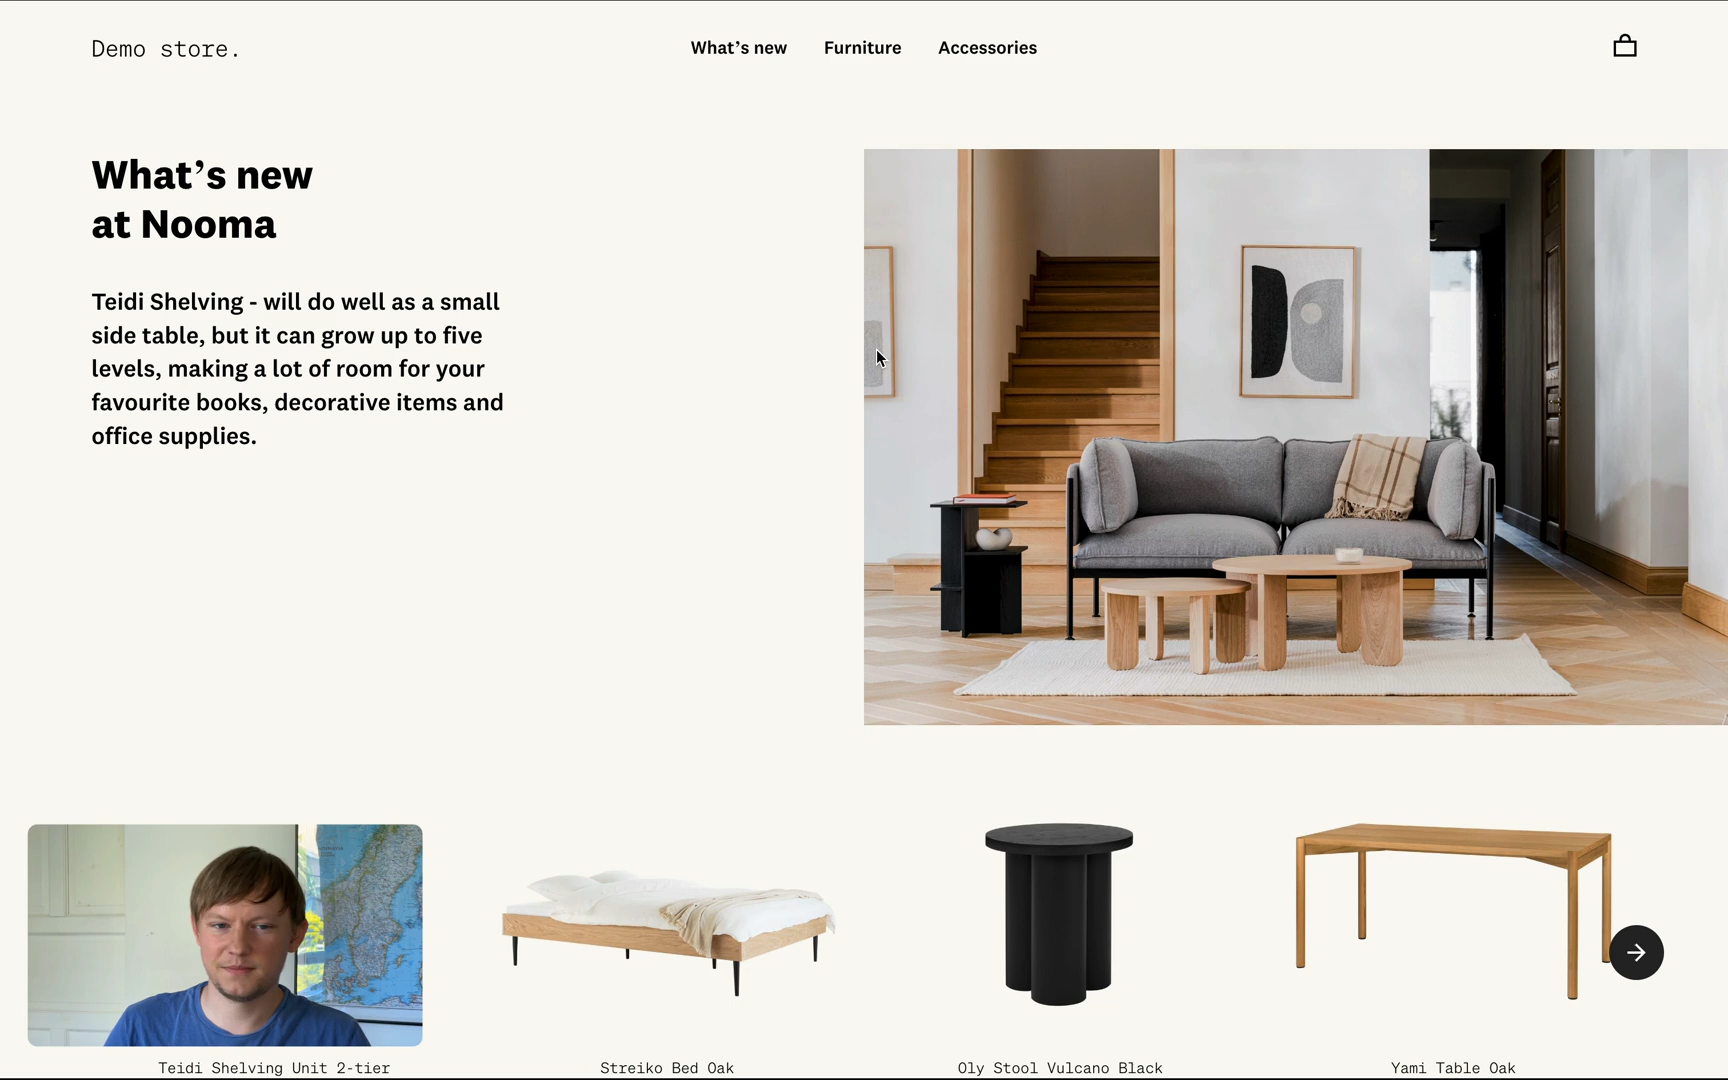 Demo store.
What’s new
Furniture
Accessories
What’s new
at Nooma
Teidi Shelving - will do well as a small
side table, but it can grow up to five
levels, making a lot of room for your
favourite books, decorative items and
office supplies.
Teidi Shelving Unit 2-tier
Streiko Bed Oak
Oly Stool Vulcano Black
Yami Table Oak